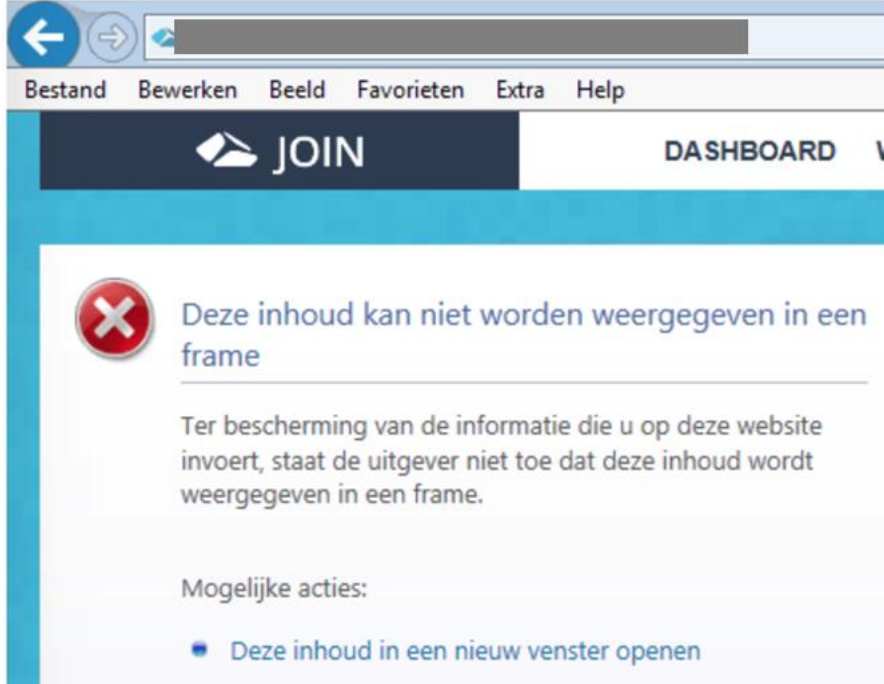 Bestand Bewerken Beeld Favorieten Extra Help
JOIN DASHBOARD
Deze inhoud kan niet worden weergegeven in een
frame
Ter bescherming van de informatie die u op deze website
invoert, staat de uitgever niet toe dat deze inhoud wordt
weergegeven in een frame.
Mogelijke acties:
Deze inhoud in een nieuw venster openen